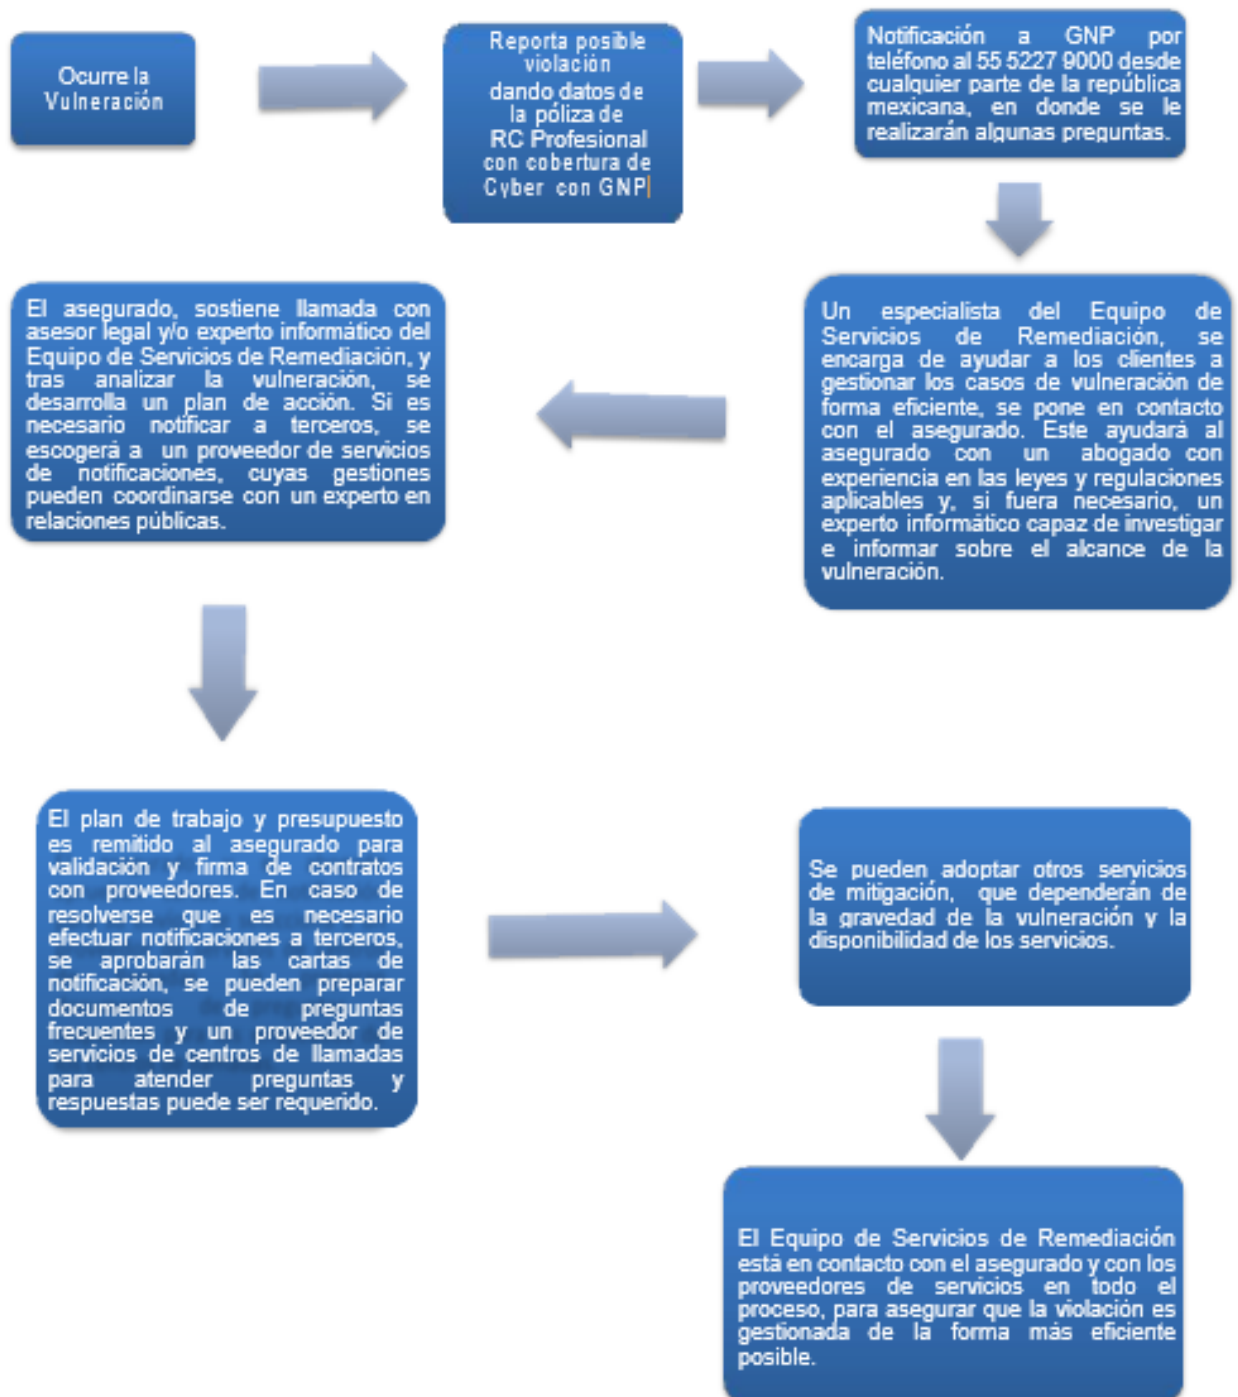 Ocurre la
Vulneración
Reporta posible
violación
dando datos de
la póliza de
RC Profesional
con cobertura de
Cyber con GNP
Notificación a GNP por
teléfono al 55 5227 9000 desde
cualquier parte de la república
mexicana, en donde se le
realizarán algunas preguntas.
Un especialista del Equipo de
Servicios de Remediación, se
encarga de ayudar a los clientes a
gestionar los casos de vulneración de
forma eficiente, se pone en contacto
con el asegurado. Este ayudará al
asegurado con un abogado con
experiencia en las leyes y regulaciones
aplicables y, si fuera necesario, un
experto informático capaz de investigar
e informar sobre el alcance de la
vulneración.
El asegurado, sostiene llamada con
asesor legal y/o experto informático del
Equipo de Servicios de Remediación, y
tras analizar la vulneración, se
desarrolla un plan de acción. Si es
necesario notificar a terceros, se
escogerá a un proveedor de servicios
de notificaciones, cuyas gestiones
pueden coordinarse con un experto en
relaciones públicas.
El plan de trabajo y presupuesto
es remitido al asegurado para
validación y firma de contratos
con proveedores. En caso de
resolverse que es necesario
efectuar notificaciones a terceros,
se aprobarán las cartas de
notificación, se pueden preparar
documentos de preguntas
frecuentes y un proveedor de
servicios de centros de llamadas
para atender preguntas y
respuestas puede ser requerido.
Se pueden adoptar otros servicios
de mitigación, que dependerán de
la gravedad de la vulneración y la
disponibilidad de los servicios.
El Equipo de Servicios de Remediación
está en contacto con el asegurado y con los
proveedores de servicios en todo el
proceso, para asegurar que la violación es
gestionada de la forma más eficiente
posible.